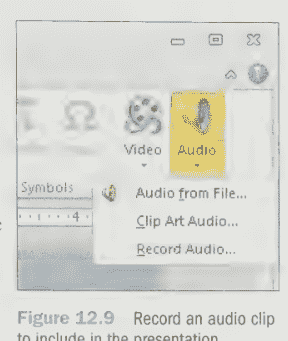 Video Audio
Symbols
Audio from File...
4
Clip Art Audio...
Record Audio...
Figure 12.9 Record an audio clip
to include in the presentation